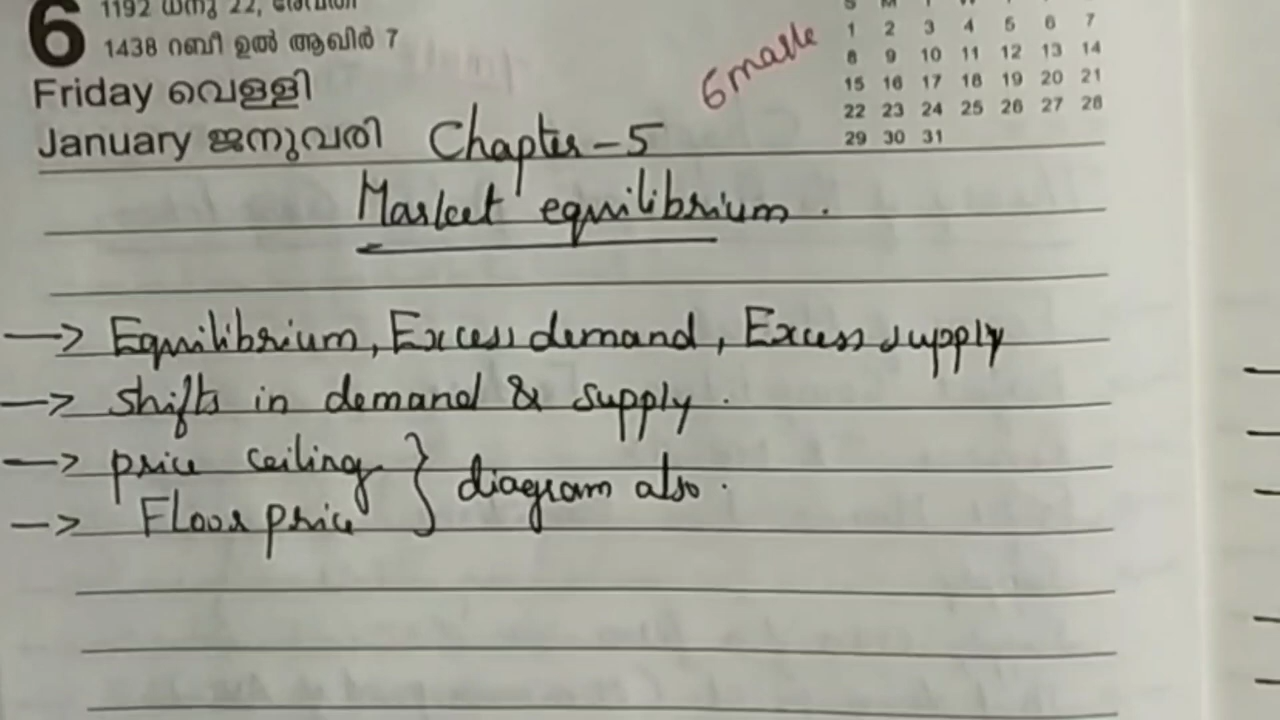 6
1192 ധനു 22, രേവതി
1438 റബീ ഉൽ ആഖിർ 7
Friday വെള്ളി
January ജനുവരി
S M T W T F S
1 2 3 4 5 6 7
8 9 10 11 12 13 14
15 16 17 18 19 20 21
22 23 24 25 26 27 28
29 30 31
6 marke
Chapter - 5
Market equilibrium.
→ Equilibrium, Excess demand, Excess supply
→ shifts in demand & supply.
→ price ceiling } diagram also.
→ Floor price